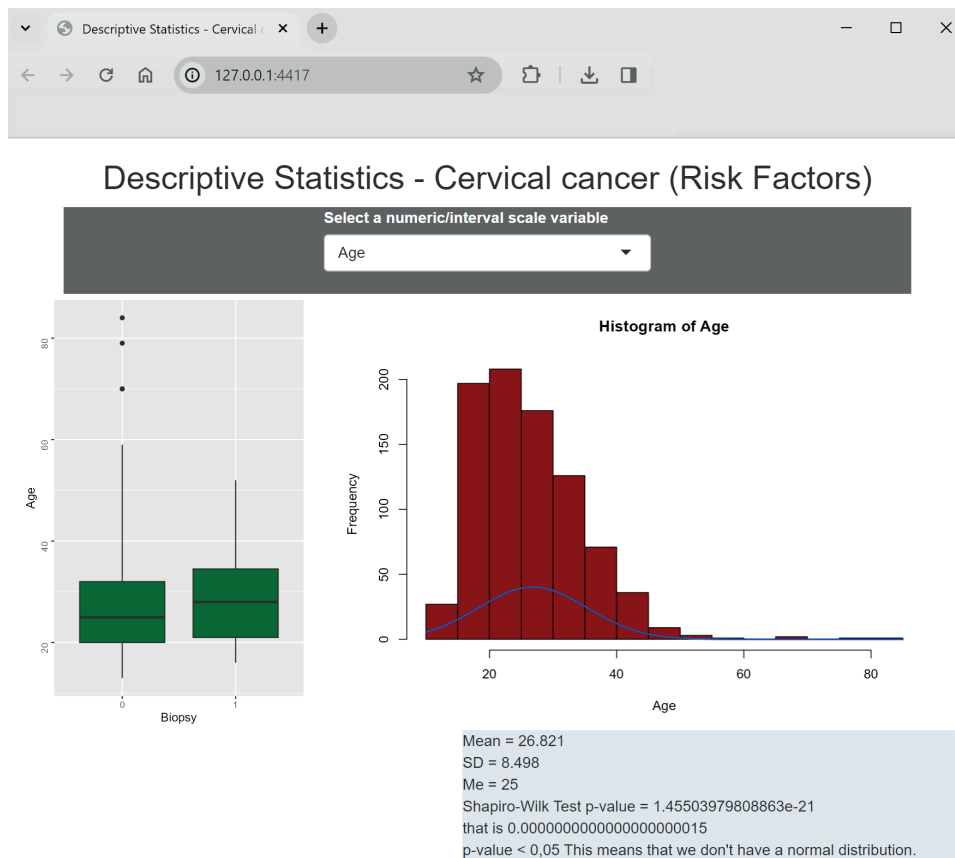 Descriptive Statistics - Cervical c
127.0.0.1:4417
Descriptive Statistics - Cervical cancer (Risk Factors)
Select a numeric/interval scale variable
Age
80
60
40
20
Age
0
1
Biopsy
Histogram of Age
200
150
100
50
0
Frequency
20
40
60
80
Age
Mean = 26.821
SD = 8.498
Me = 25
Shapiro-Wilk Test p-value = 1.45503979808863e-21
that is 0.0000000000000000000015
p-value < 0,05 This means that we don't have a normal distribution.